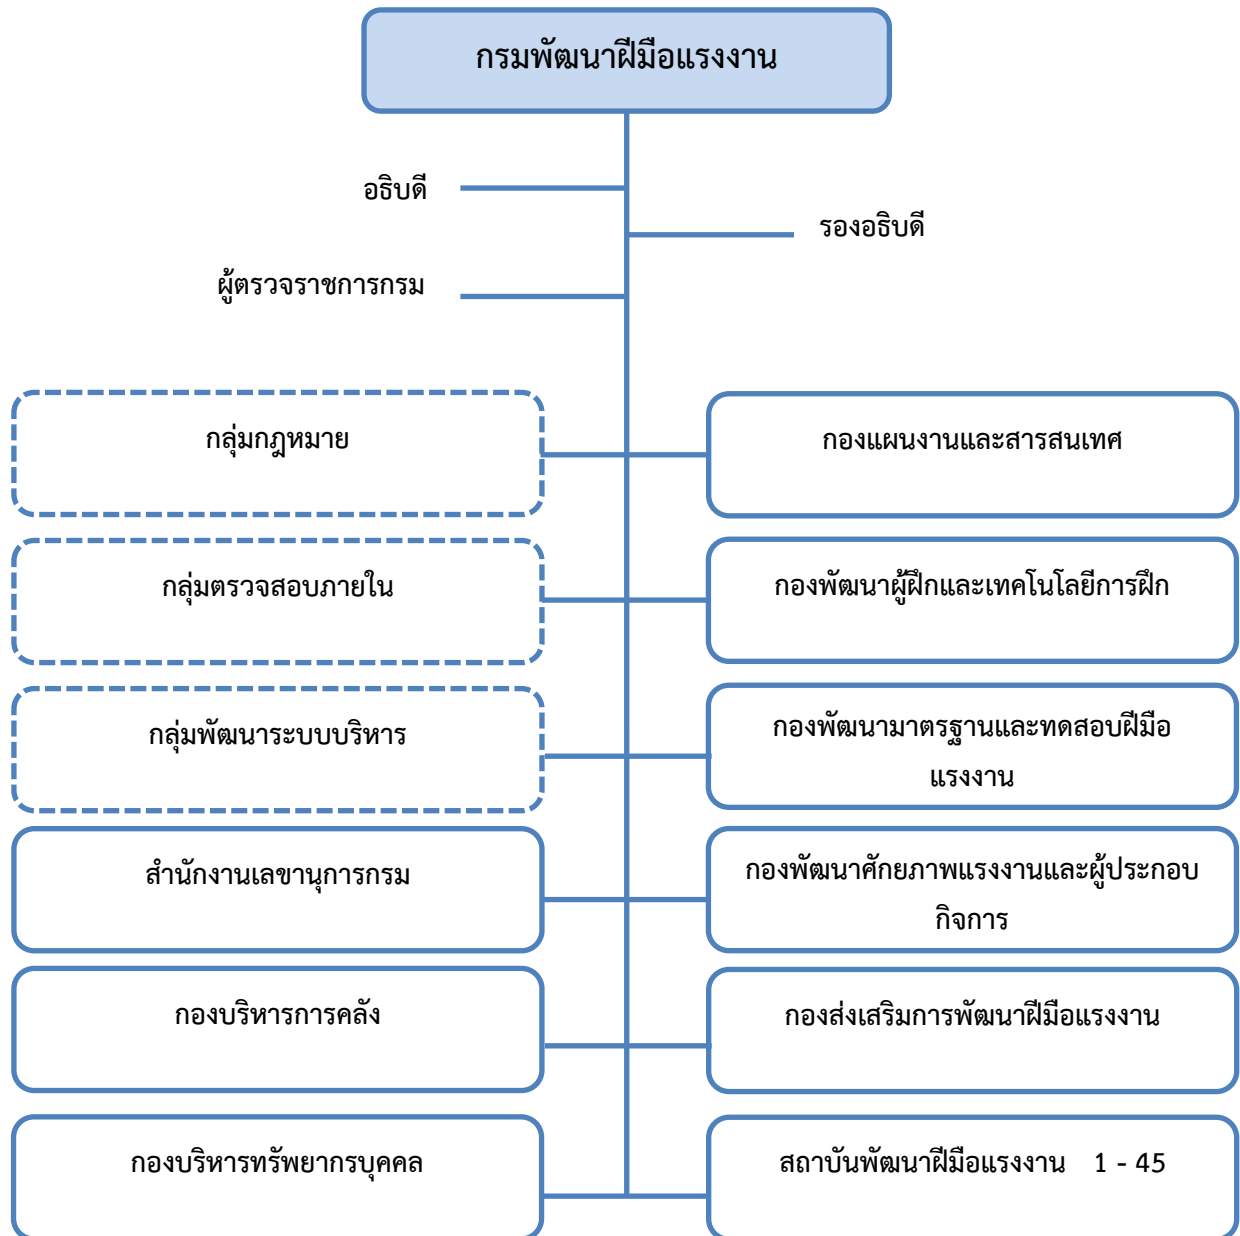 กรมพัฒนาฝีมือแรงงาน
อธิบดี
รองอธิบดี
ผู้ตรวจราชการกรม
กลุ่มกฎหมาย
กองแผนงานและสารสนเทศ
กลุ่มตรวจสอบภายใน
กองพัฒนาผู้ฝึกและเทคโนโลยีการฝึก
กลุ่มพัฒนาระบบบริหาร
กองพัฒนามาตรฐานและทดสอบฝีมือ
แรงงาน
สำนักงานเลขานุการกรม
กองพัฒนาศักยภาพแรงงานและผู้ประกอบ
กิจการ
กองบริหารการคลัง
กองส่งเสริมการพัฒนาฝีมือแรงงาน
กองบริหารทรัพยากรบุคคล
สถาบันพัฒนาฝีมือแรงงาน 1 - 45